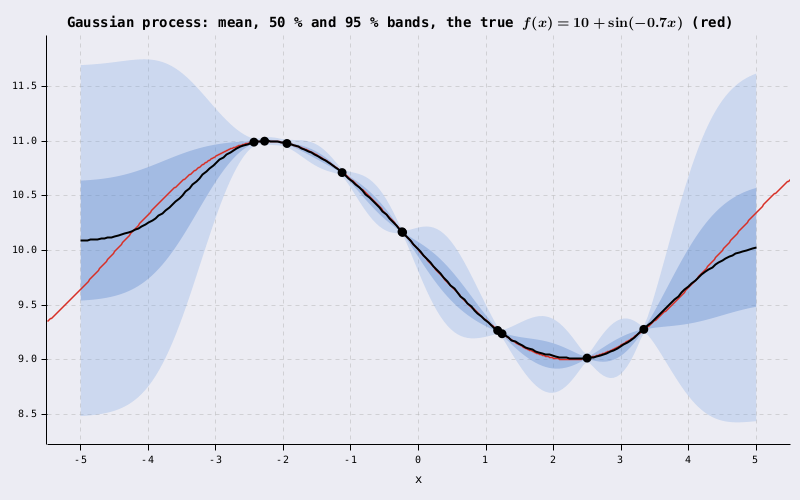 Gaussian process: mean, 50 % and 95 % bands, the true f(x) = 10 + sin(−0.7x) (red)
11.5
11.0
10.5
10.0
9.5
9.0
8.5
-5 -4 -3 -2 -1 0 1 2 3 4 5
x